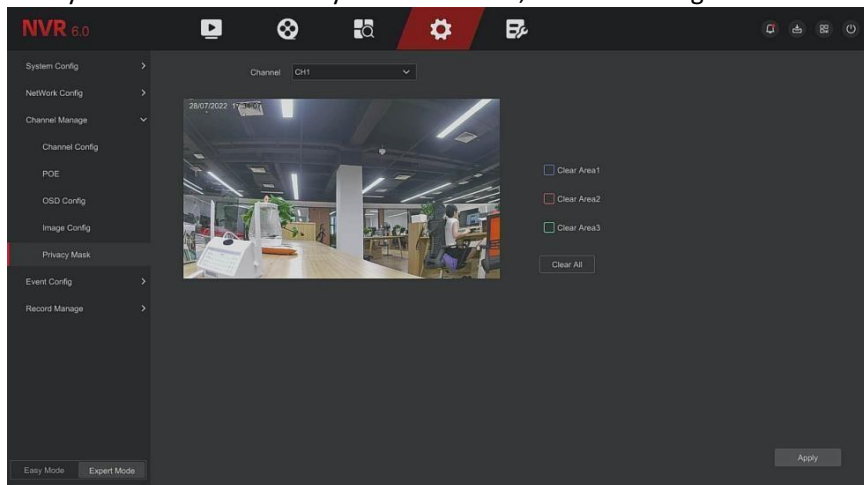 NVR 6.0
System Config
NetWork Config
Channel Manage
Channel Config
POE
OSD Config
Image Config
Privacy Mask
Event Config
Record Manage
Easy Mode Expert Mode
Channel CH1
28/07/2022
Clear Area1
Clear Area2
Clear Area3
Clear All
Apply